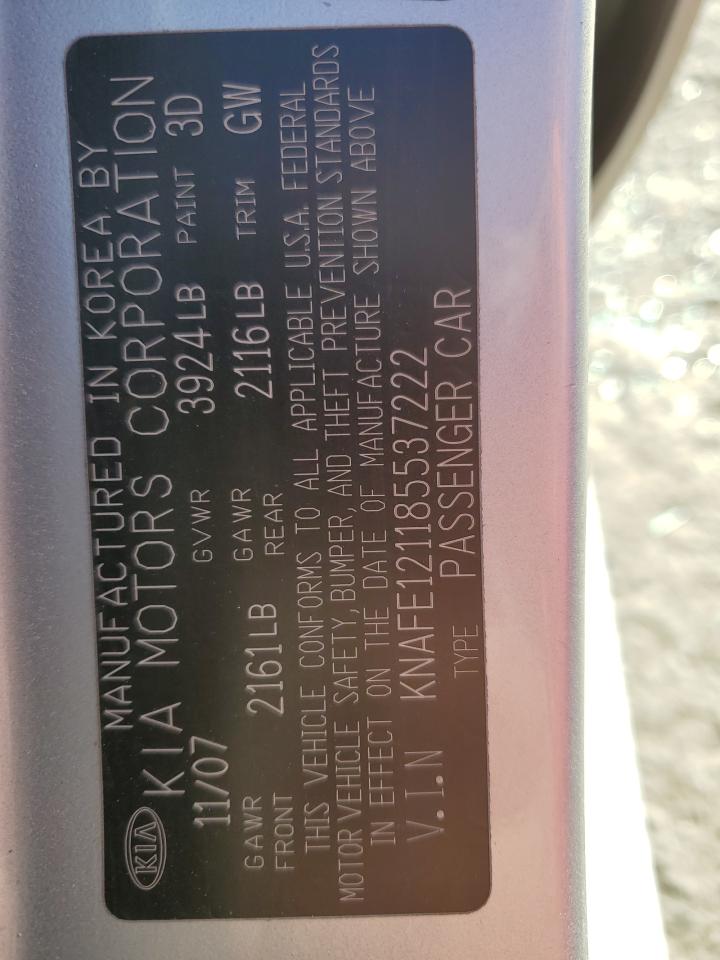 KIA
MANUFACTURED IN KOREA BY
KIA MOTORS CORPORATION
11/07 GVWR 3924LB PAINT 3D
GAWR FRONT 2161LB GAWR REAR 2116LB TRIM GW
THIS VEHICLE CONFORMS TO ALL APPLICABLE U.S.A. FEDERAL
MOTOR VEHICLE SAFETY, BUMPER, AND THEFT PREVENTION STANDARDS
IN EFFECT ON THE DATE OF MANUFACTURE SHOWN ABOVE
V.I.N KNAFE121185537222
TYPE PASSENGER CAR